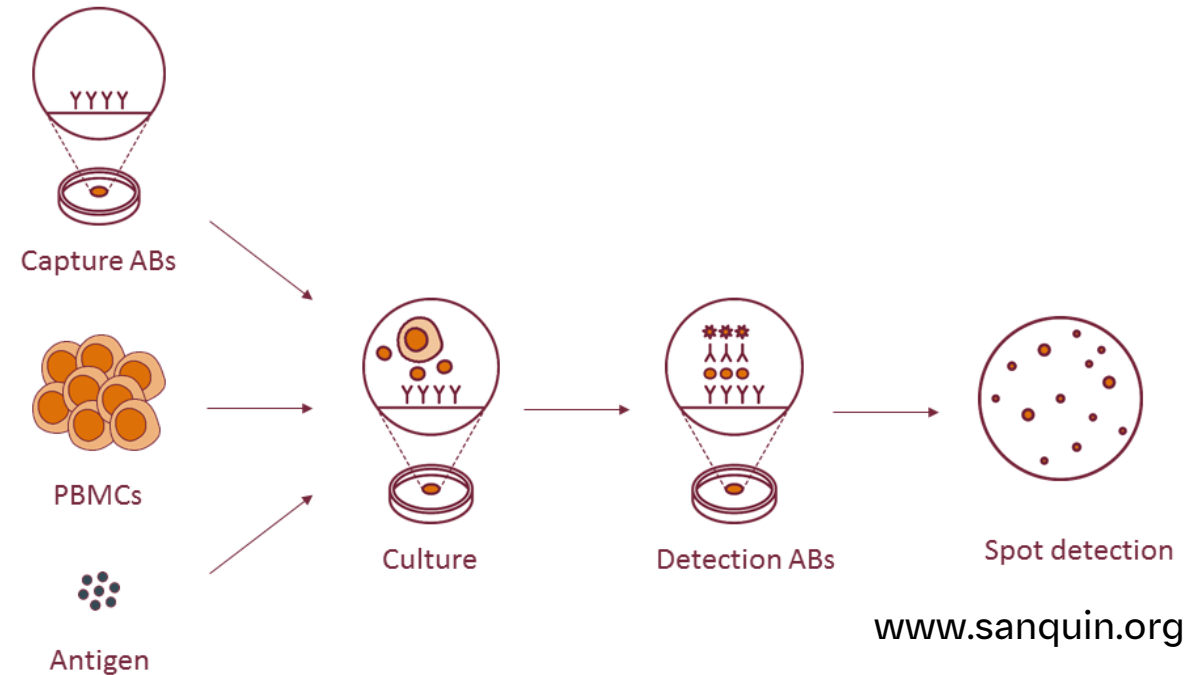 Capture ABs
PBMCs
Antigen
Culture
Detection ABs
Spot detection
www.sanquin.org